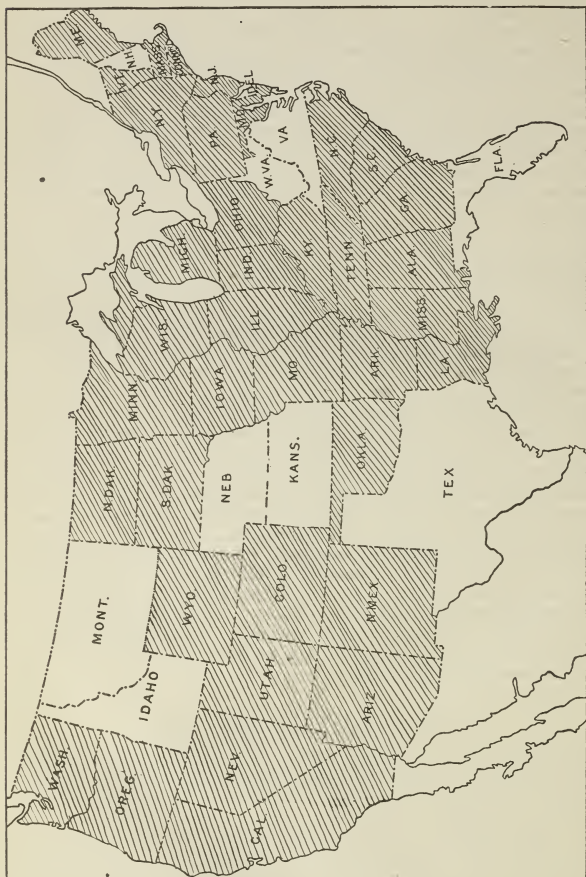 WASH
OREG.
CAL
NEV.
IDAHO
MONT.
WYO
UTAH
ARIZ
COLO
N MEX
N.DAK
S.DAK
NEB
KANS.
OKLA
TEX
MINN
IOWA
MO
ARK
LA
WIS
ILL
MICH
IND.
OHIO
KY
TENN
MISS
ALA
GA
FLA.
S.C.
N.C.
VA
W.VA.
PA
NY
N.J.
DEL
MD
VT
N.H.
ME
MASS
CONN